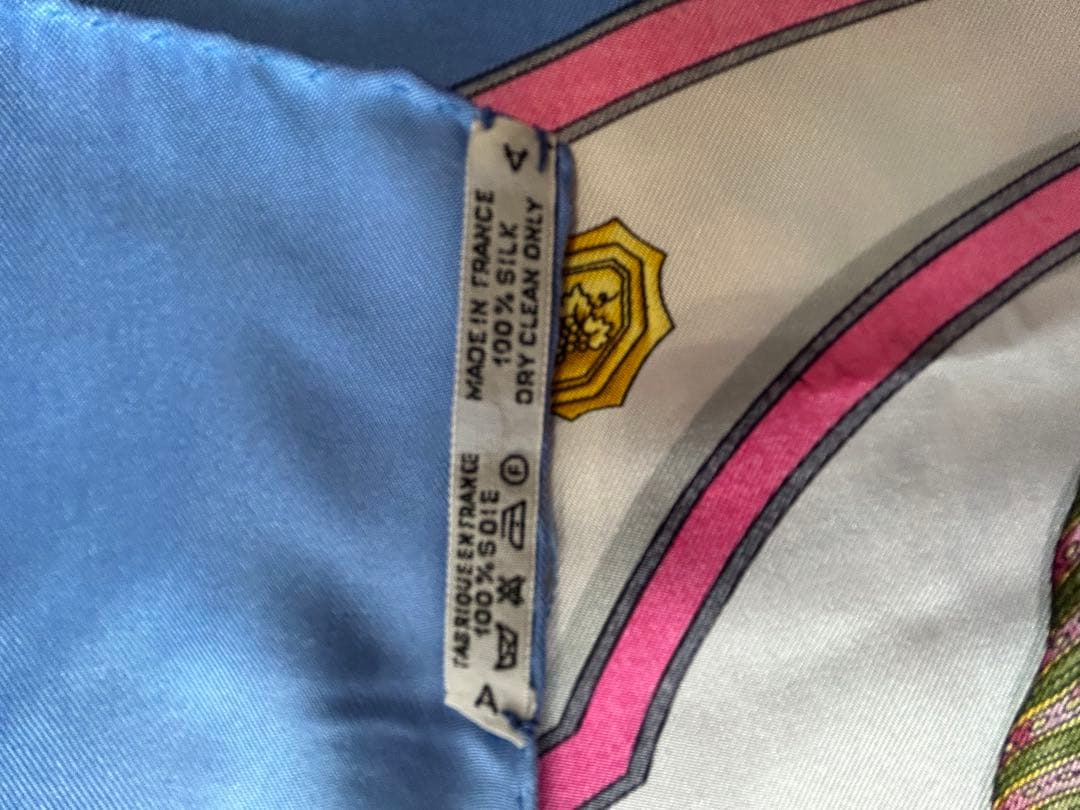 A
FABRIQUE EN FRANCE
100% SOIE
F
MADE IN FRANCE
100% SILK
DRY CLEAN ONLY
A